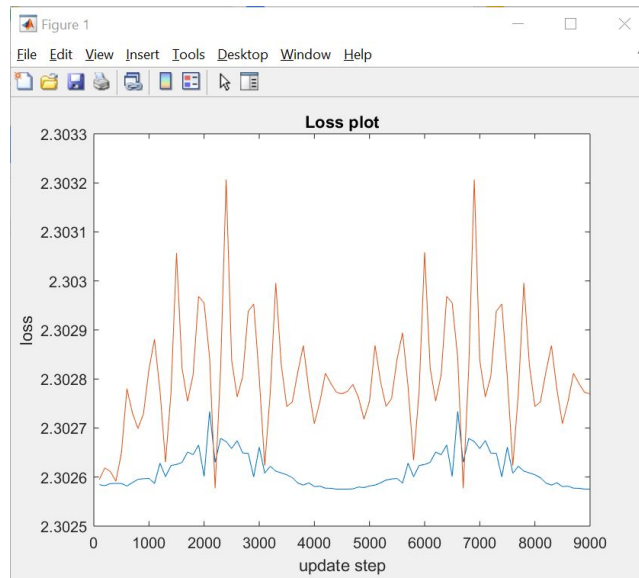 Figure 1
File Edit View Insert Tools Desktop Window Help
Loss plot
2.3033
2.3032
2.3031
2.303
2.3029
2.3028
2.3027
2.3026
2.3025
loss
0 1000 2000 3000 4000 5000 6000 7000 8000 9000
update step